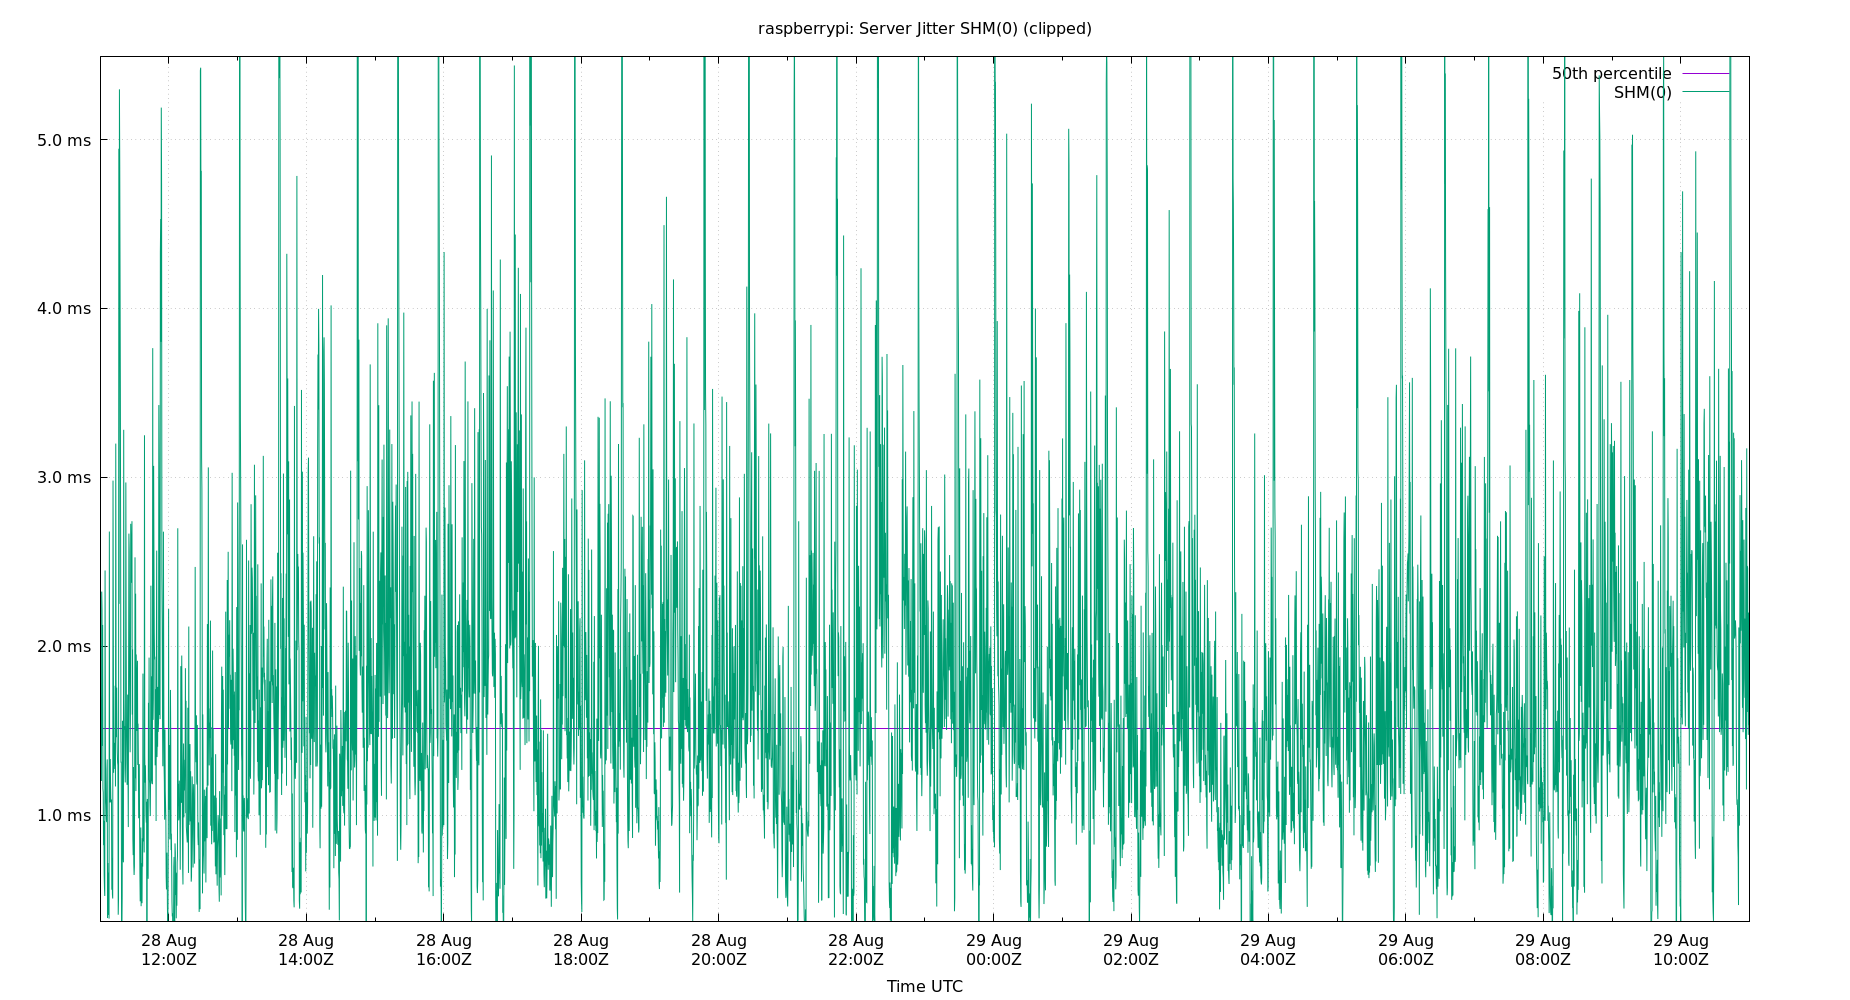 raspberrypi: Server Jitter SHM(0) (clipped)
50th percentile
SHM(0)
5.0 ms
4.0 ms
3.0 ms
2.0 ms
1.0 ms
28 Aug 28 Aug 28 Aug 28 Aug 28 Aug 28 Aug 29 Aug 29 Aug 29 Aug 29 Aug 29 Aug 29 Aug
12:00Z 14:00Z 16:00Z 18:00Z 20:00Z 22:00Z 00:00Z 02:00Z 04:00Z 06:00Z 08:00Z 10:00Z
Time UTC